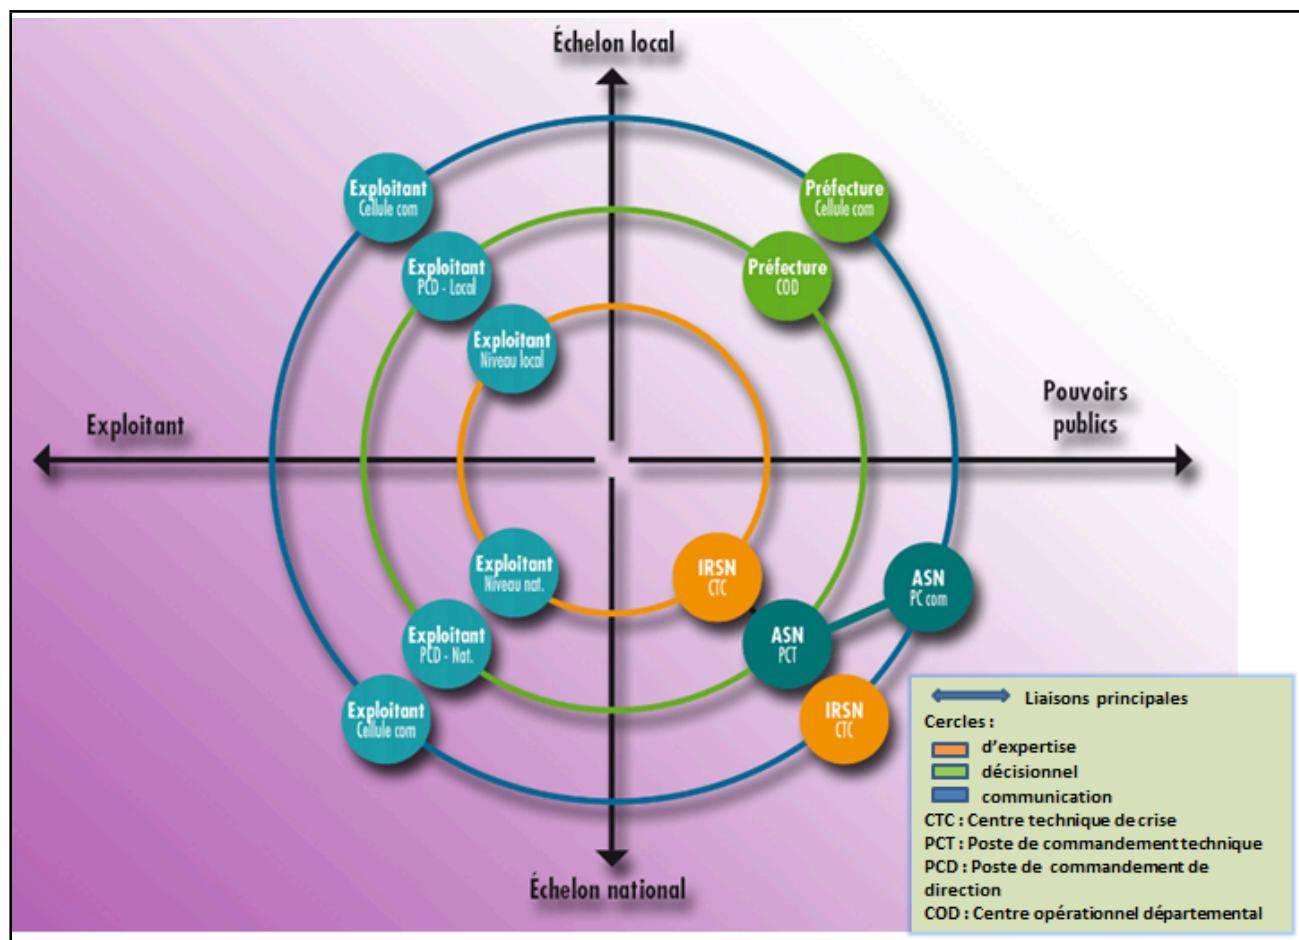 Échelon local
Exploitant
Cellule com
Préfecture
Cellule com
Exploitant
PCD - Local
Préfecture
COD
Exploitant
Niveau local
Exploitant
Pouvoirs
publics
Exploitant
Niveau nat.
IRSN
CTC
ASN
PC com
Exploitant
PCD - Nat.
ASN
PCT
Exploitant
Cellule com
IRSN
CTC
Échelon national
Liaisons principales
Cercles :
d'expertise
décisionnel
communication
CTC : Centre technique de crise
PCT : Poste de commandement technique
PCD : Poste de commandement de
direction
COD : Centre opérationnel départemental